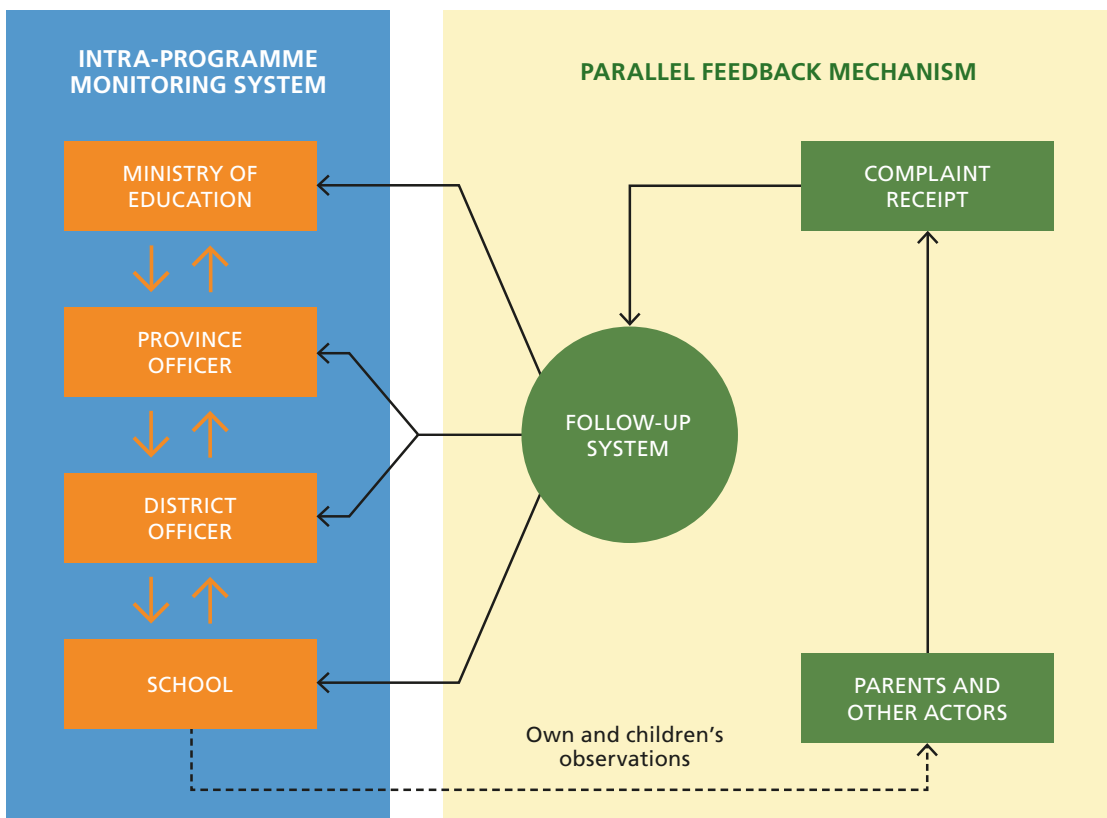 INTRA-PROGRAMME
MONITORING SYSTEM
MINISTRY OF
EDUCATION
PROVINCE
OFFICER
DISTRICT
OFFICER
SCHOOL
PARALLEL FEEDBACK MECHANISM
COMPLAINT
RECEIPT
FOLLOW-UP
SYSTEM
PARENTS AND
OTHER ACTORS
Own and children’s
observations